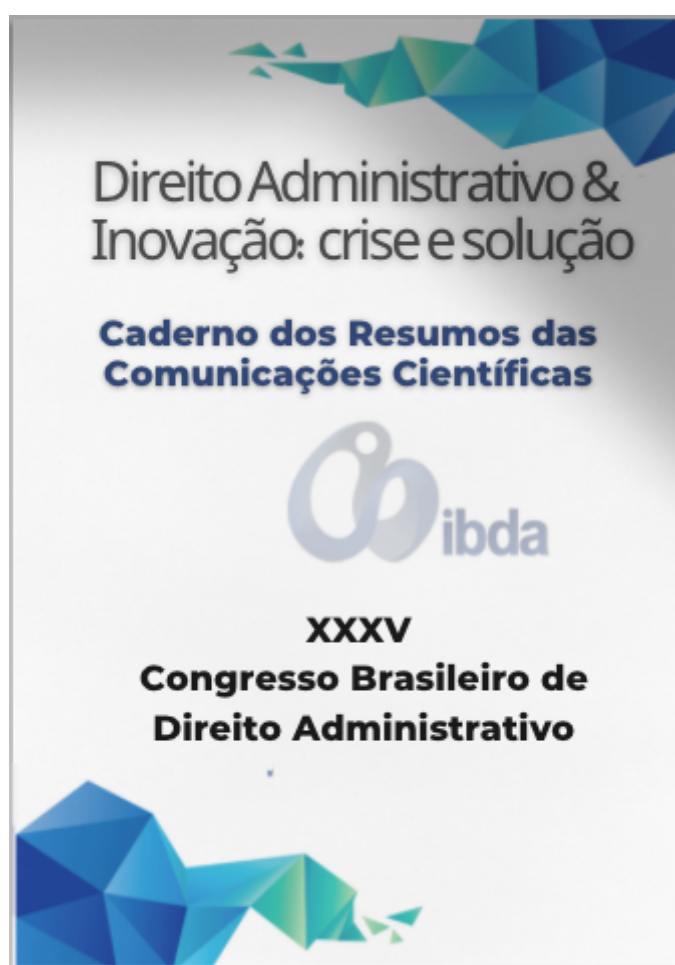 Direito Administrativo &
Inovação: crise e solução
Caderno dos Resumos das
Comunicações Científicas
ibda
XXXV
Congresso Brasileiro de
Direito Administrativo